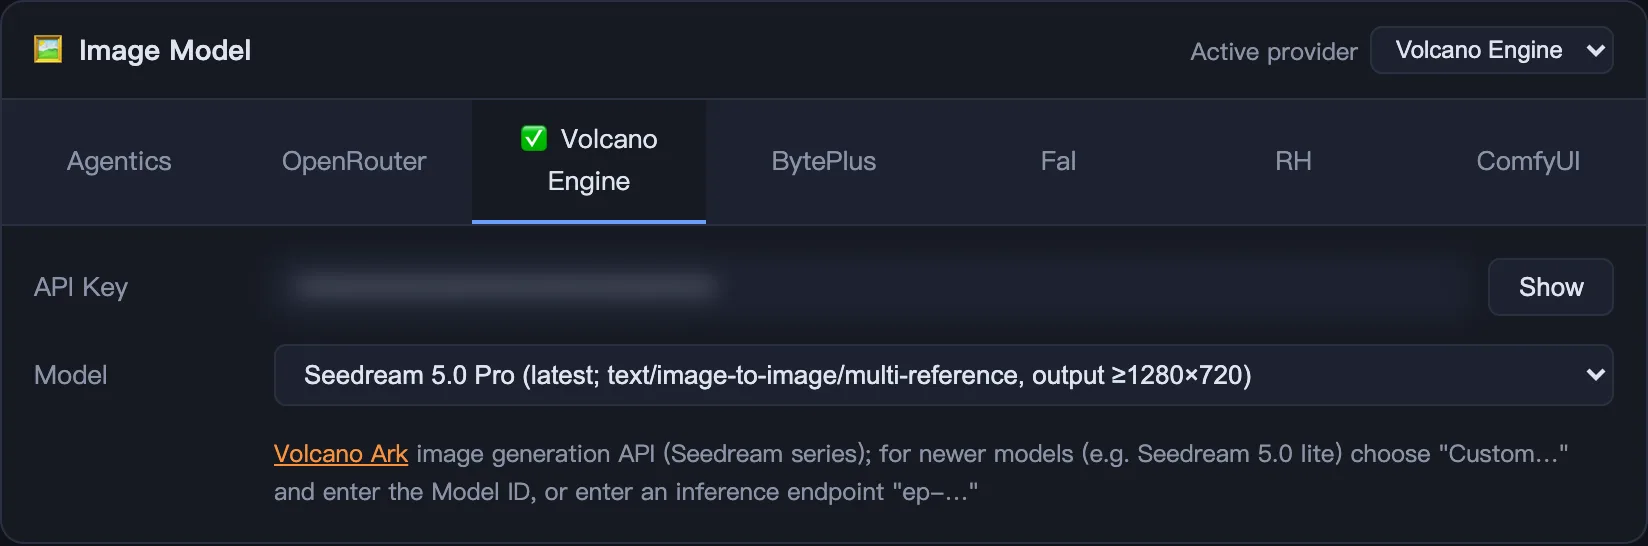 Image Model
Active provider
Volcano Engine
Agentics
OpenRouter
Volcano
Engine
BytePlus
Fal
RH
ComfyUI
API Key
Show
Model
Seedream 5.0 Pro (latest; text/image-to-image/multi-reference, output ≥1280×720)
Volcano Ark image generation API (Seedream series); for newer models (e.g. Seedream 5.0 lite) choose "Custom..."
and enter the Model ID, or enter an inference endpoint "ep-..."